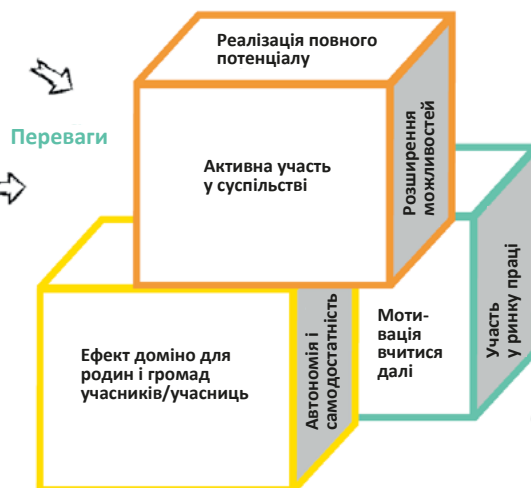 Реалізація повного
потенціалу
Переваги
Активна участь
у суспільстві
Розширення
можливостей
Ефект доміно для
родин і громад
учасників/учасниць
Автономія і
самодостатність
Моти-
вація
вчитися
далі
Участь
у ринку праці